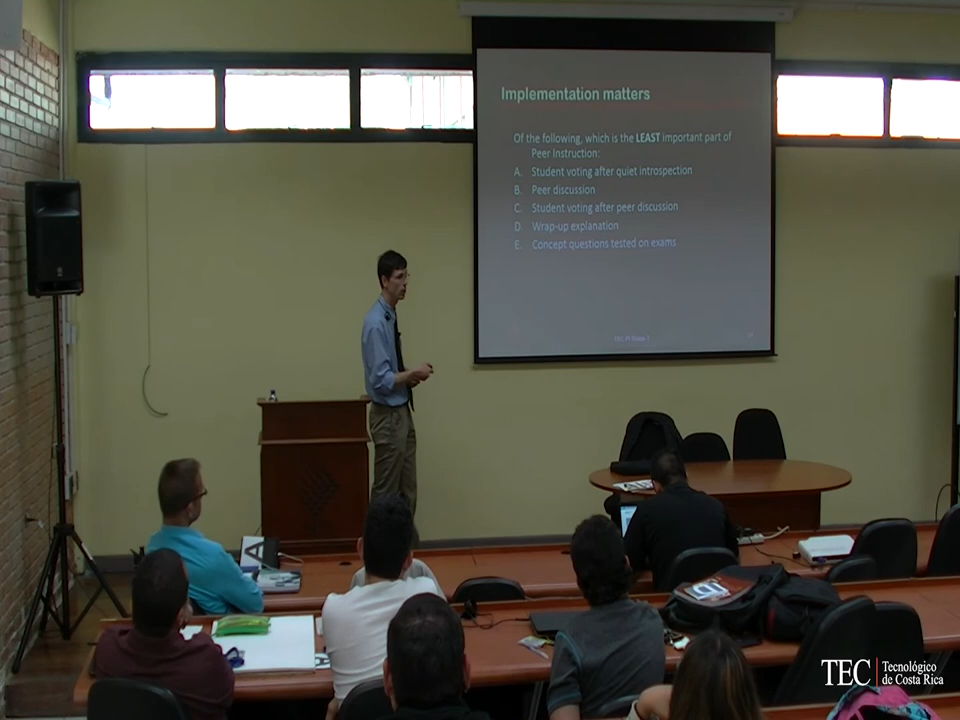 Implementation matters
Of the following, which is the LEAST important part of
Peer Instruction:
A. Student voting after quiet introspection
B. Peer discussion
C. Student voting after peer discussion
D. Wrap-up explanation
E. Concept questions tested on exams
A
D
TEC | Tecnológico
de Costa Rica